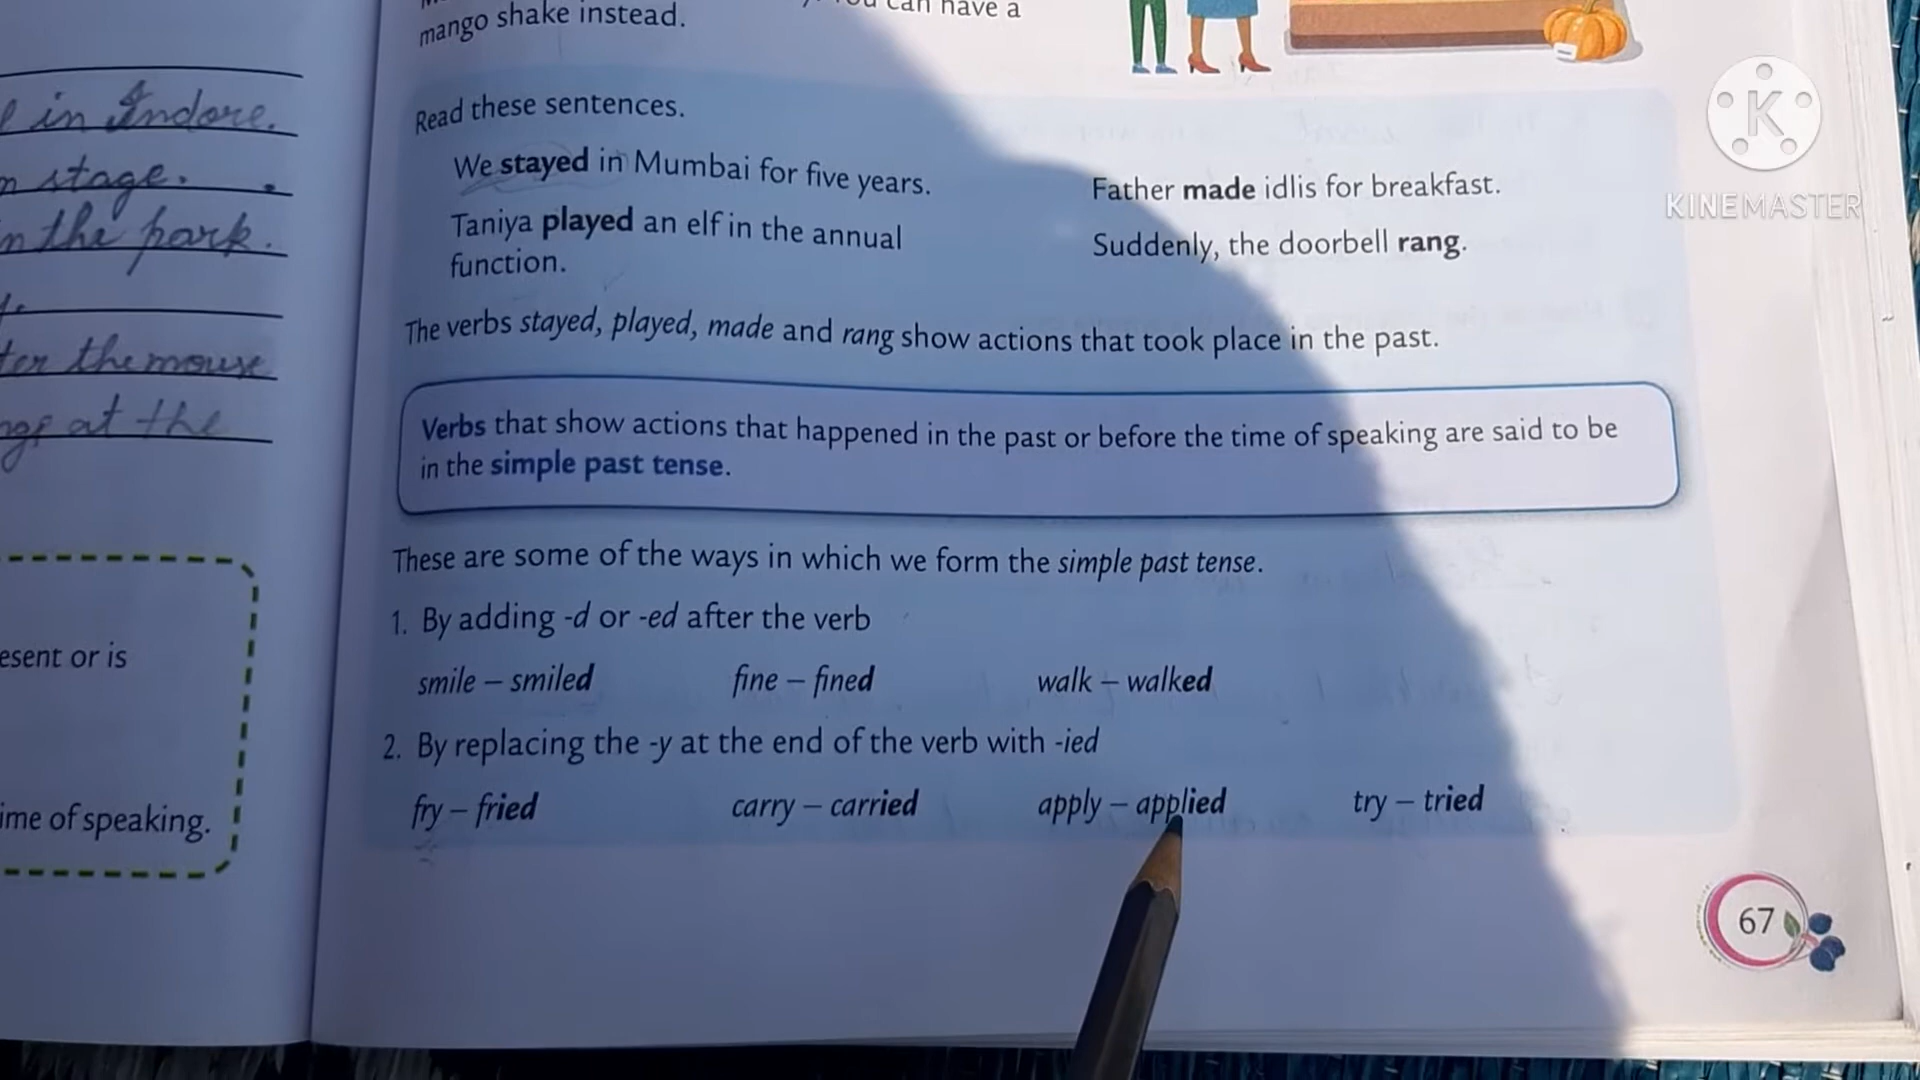 can have a
mango shake instead.
l in Indore.
n stage.
n the park.
ter the mouse
ngs at the
esent or is
ime of speaking.
Read these sentences.
We stayed in Mumbai for five years.
Taniya played an elf in the annual
function.
Father made idlis for breakfast.
Suddenly, the doorbell rang.
The verbs stayed, played, made and rang show actions that took place in the past.
Verbs that show actions that happened in the past or before the time of speaking are said to be
in the simple past tense.
These are some of the ways in which we form the simple past tense.
1. By adding -d or -ed after the verb
smile – smiled fine – fined walk – walked
2. By replacing the -y at the end of the verb with -ied
fry – fried carry – carried apply – applied try – tried
67
K
KINEMASTER